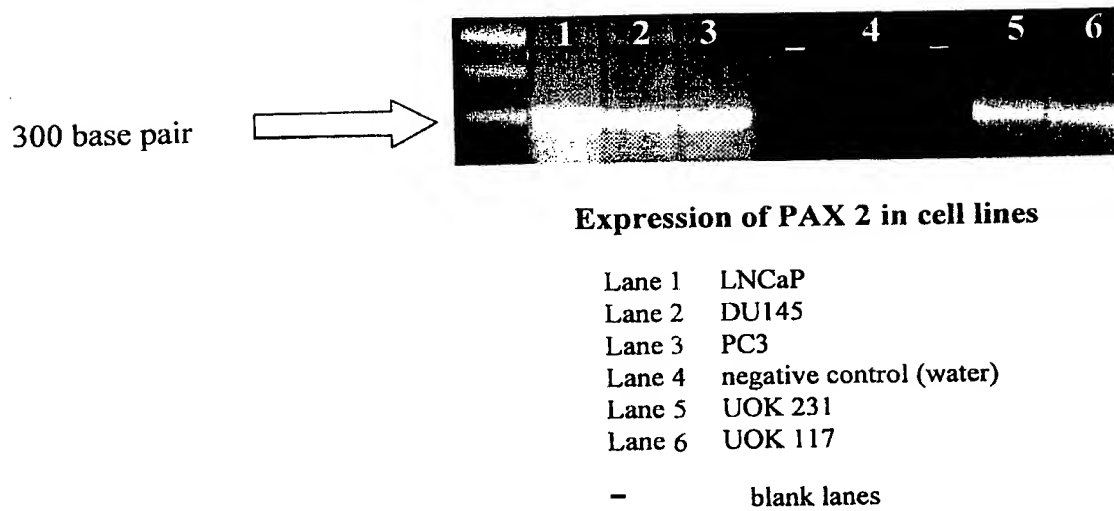 1 2 3 – 4 – 5 6
300 base pair
Expression of PAX 2 in cell lines
Lane 1 LNCaP
Lane 2 DU145
Lane 3 PC3
Lane 4 negative control (water)
Lane 5 UOK 231
Lane 6 UOK 117
– blank lanes